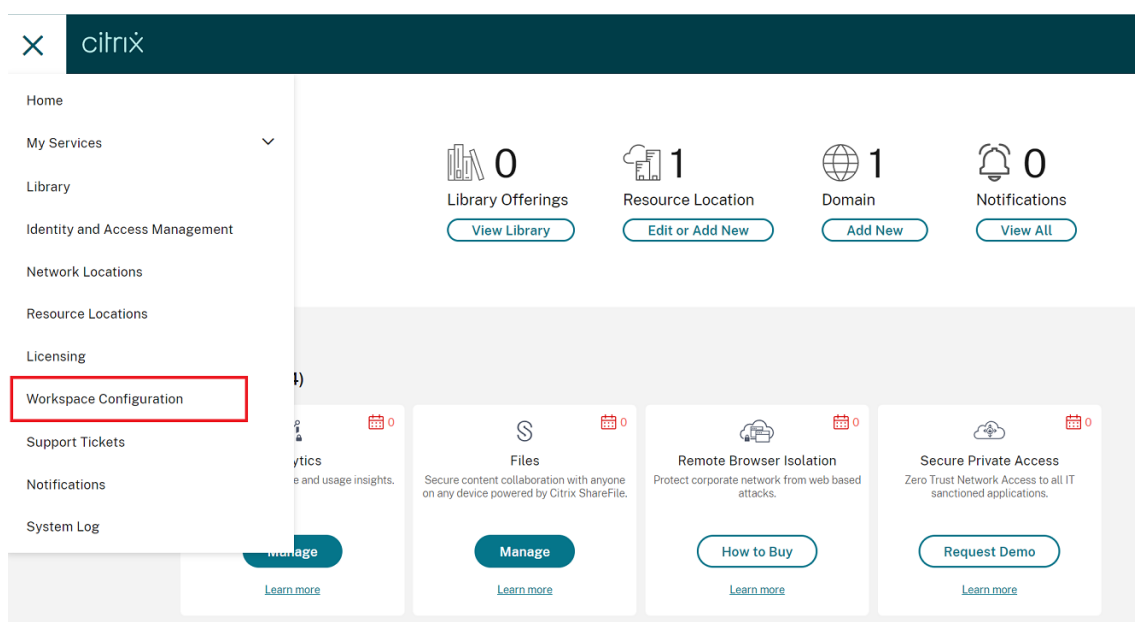 citrix
Home
My Services
Library
Identity and Access Management
Network Locations
Resource Locations
Licensing
Workspace Configuration
Support Tickets
Notifications
System Log
0
Library Offerings
View Library
1
Resource Location
Edit or Add New
1
Domain
Add New
0
Notifications
View All
4)
0
ytics
e and usage insights.
Manage
Learn more
0
Files
Secure content collaboration with anyone
on any device powered by Citrix ShareFile.
Manage
Learn more
0
Remote Browser Isolation
Protect corporate network from web based
attacks.
How to Buy
Learn more
0
Secure Private Access
Zero Trust Network Access to all IT
sanctioned applications.
Request Demo
Learn more